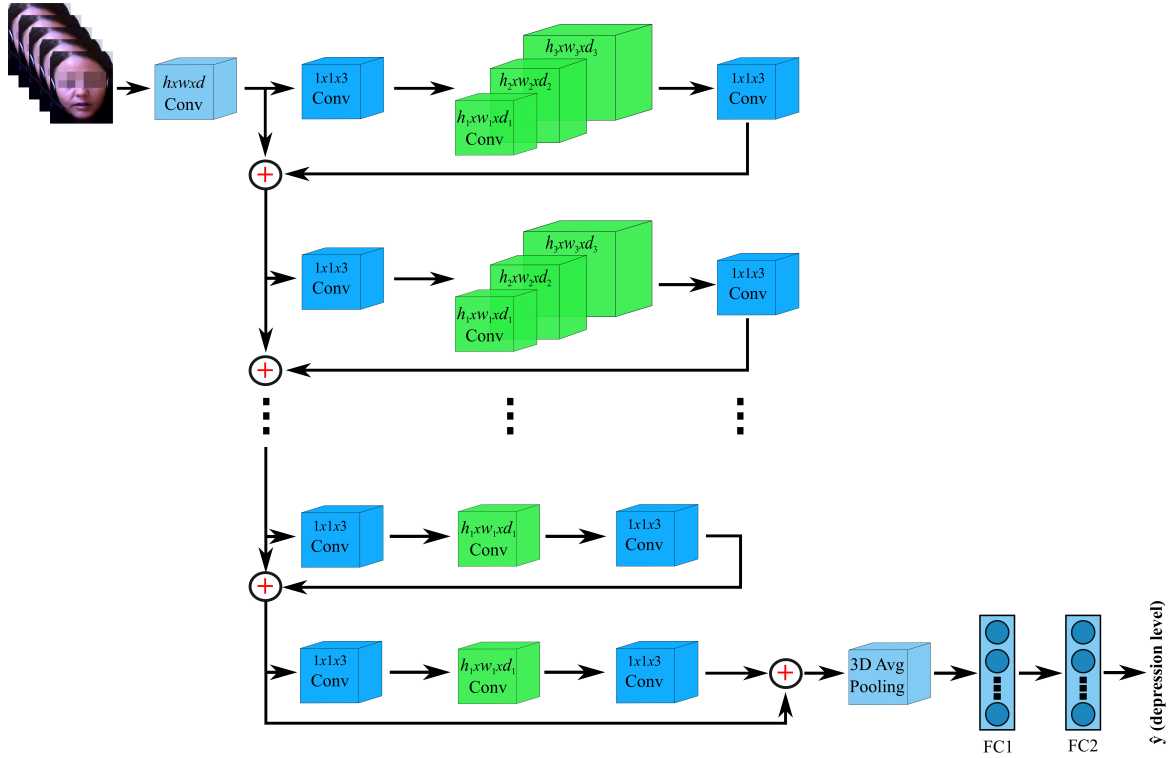 hxwxd
Conv
1x1x3
Conv
h₃xw₃xd₃
h₂xw₂xd₂
h₁xw₁xd₁
Conv
1x1x3
Conv
+
1x1x3
Conv
h₃xw₃xd₃
h₂xw₂xd₂
h₁xw₁xd₁
Conv
1x1x3
Conv
+
1x1x3
Conv
h₁xw₁xd₁
Conv
1x1x3
Conv
+
1x1x3
Conv
h₁xw₁xd₁
Conv
1x1x3
Conv
+
3D Avg
Pooling
FC1
FC2
ŷ (depression level)